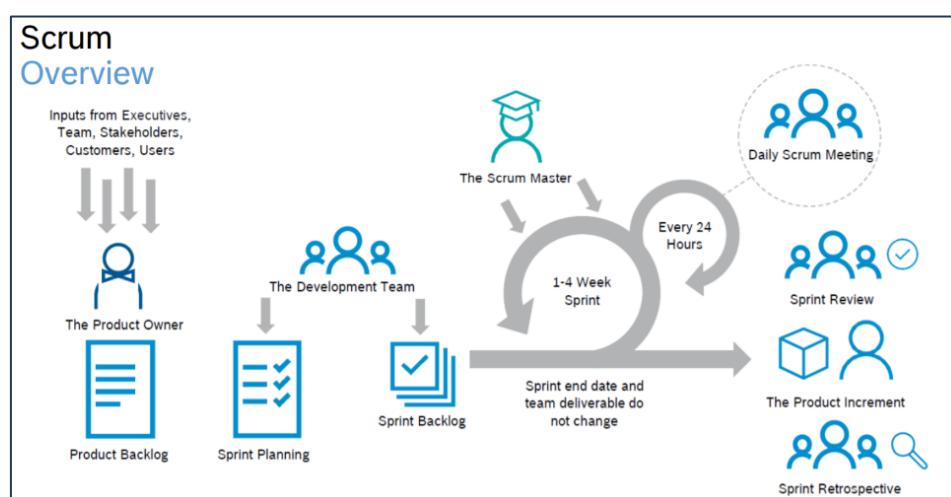 Scrum
Overview
Inputs from Executives,
Team, Stakeholders,
Customers, Users
The Product Owner
Product Backlog
The Development Team
Sprint Planning
Sprint Backlog
The Scrum Master
1-4 Week
Sprint
Every 24
Hours
Daily Scrum Meeting
Sprint end date and
team deliverable do
not change
Sprint Review
The Product Increment
Sprint Retrospective